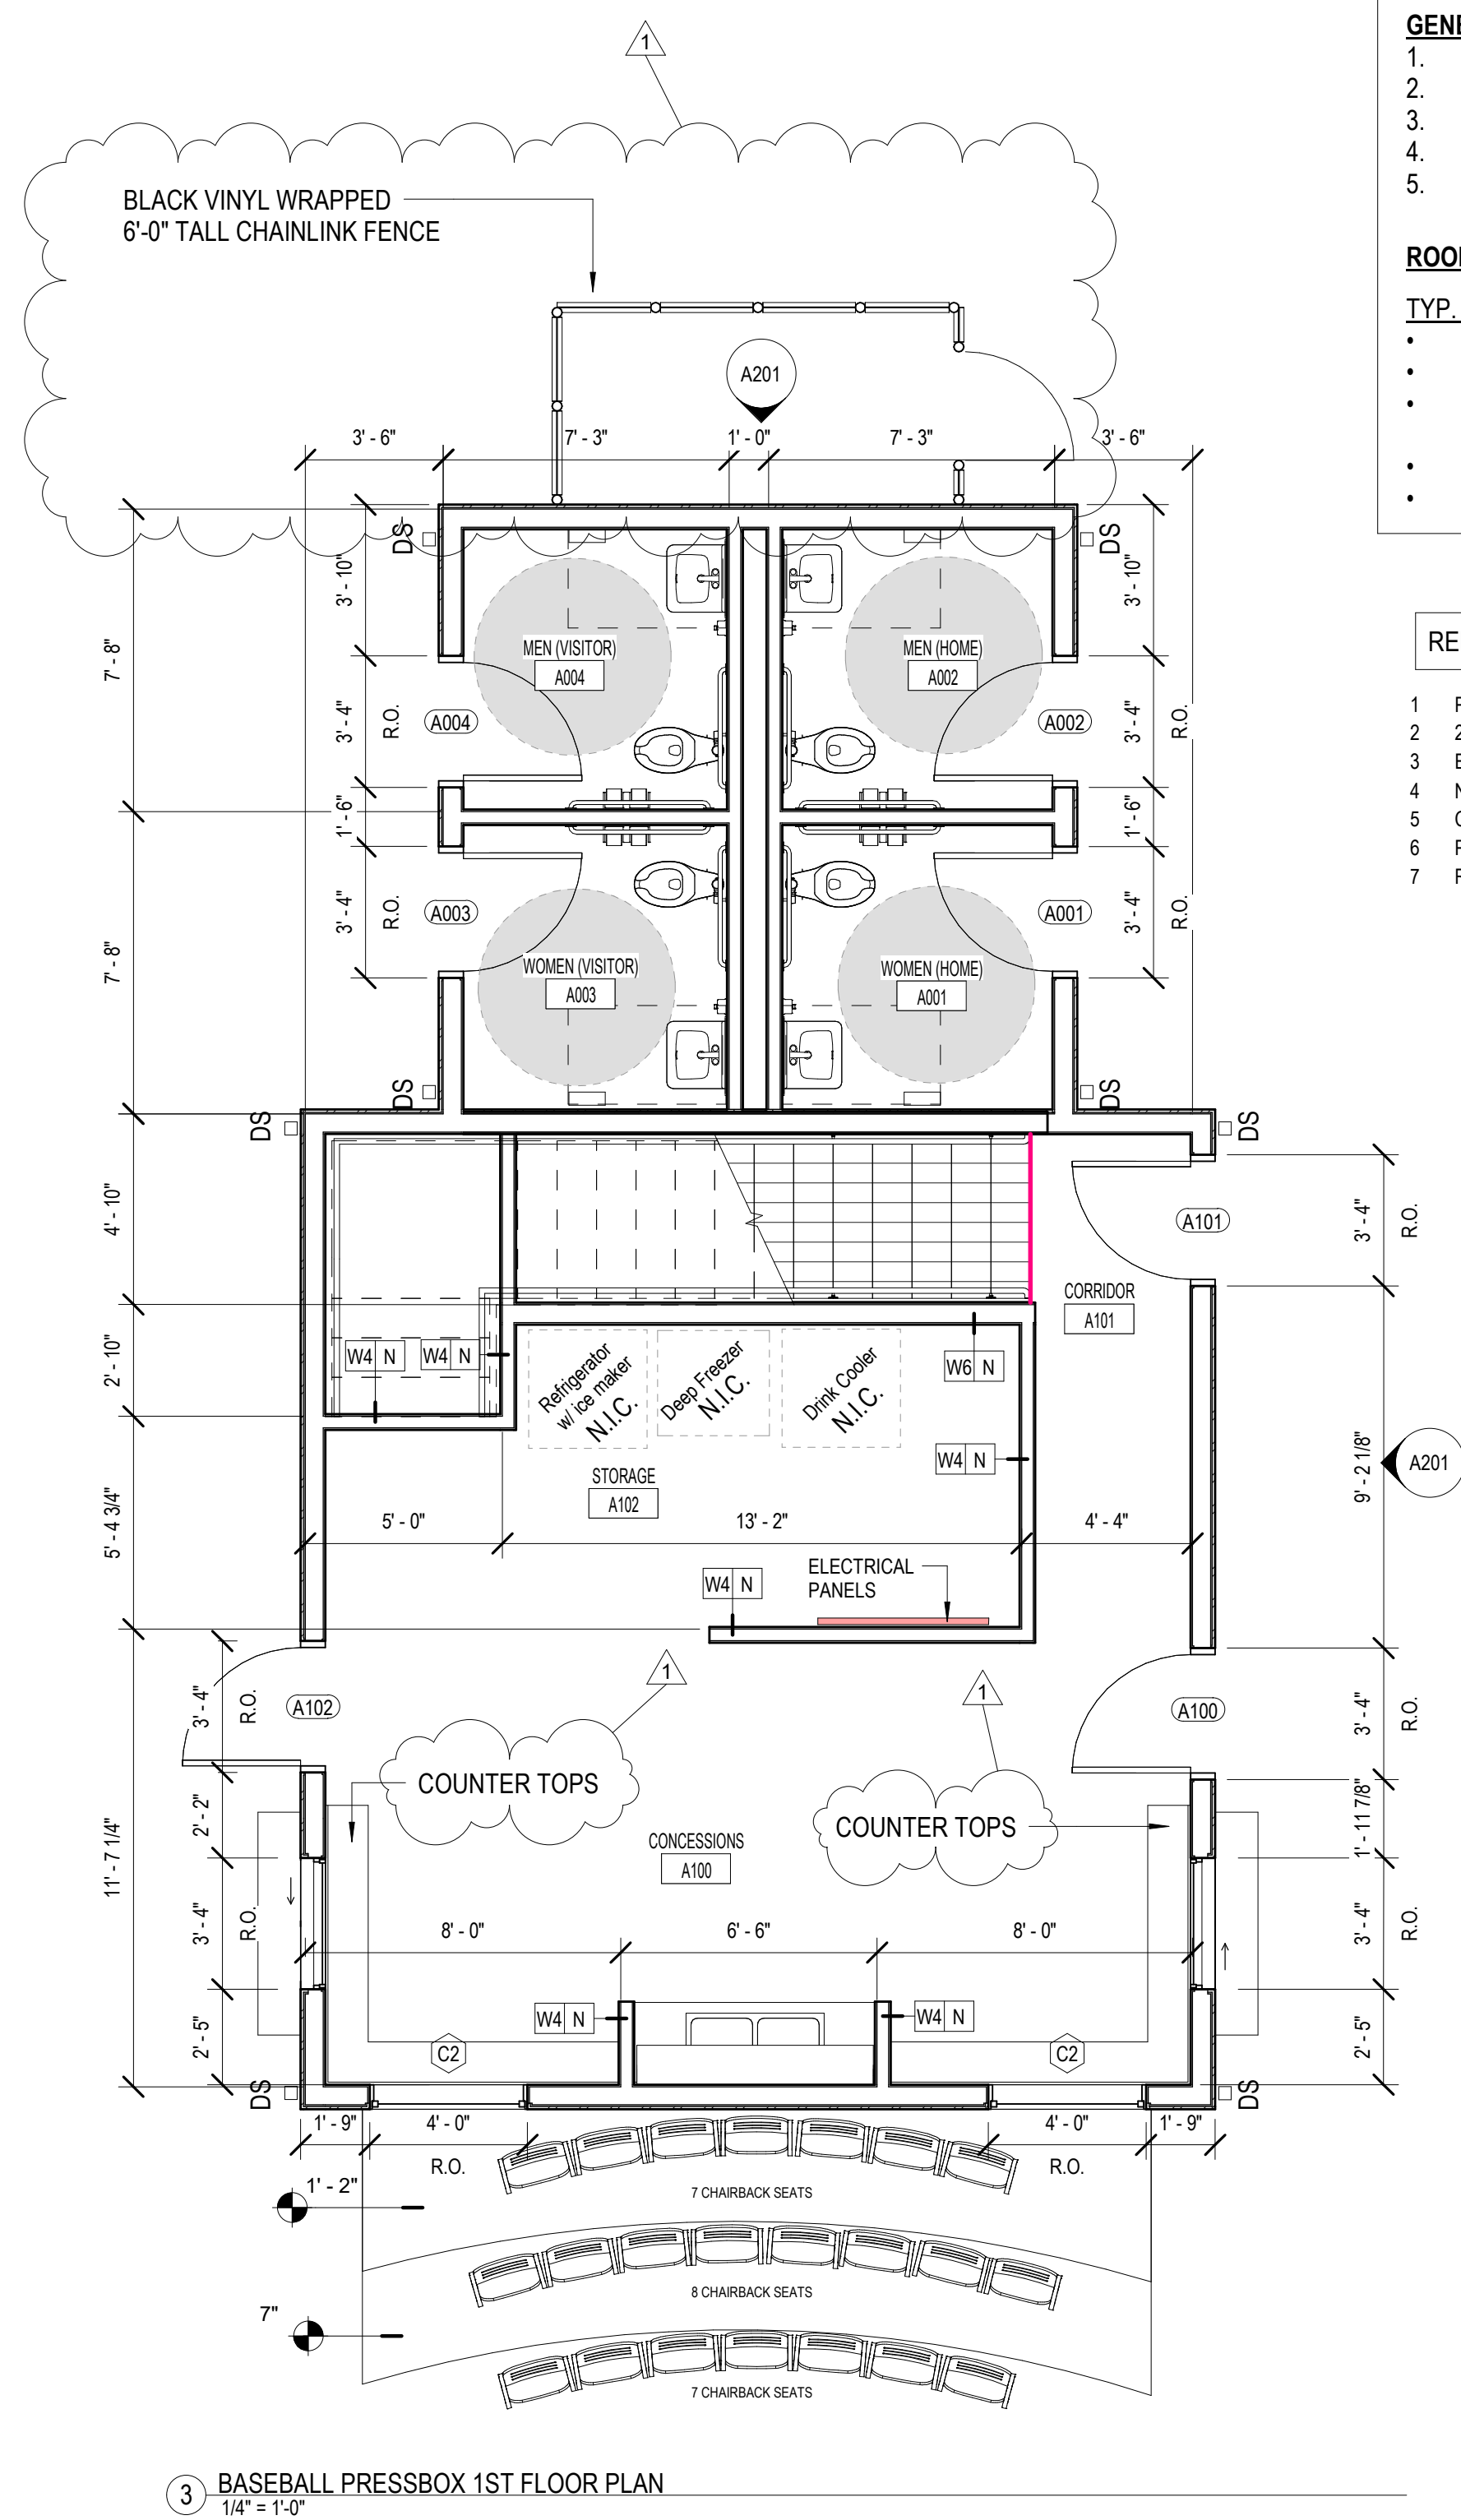 1
BLACK VINYL WRAPPED
6'-0" TALL CHAINLINK FENCE
A201
3' - 6"
7' - 3"
1' - 0"
7' - 3"
3' - 6"
DS
DS
3' - 10"
3' - 10"
7' - 8"
MEN (VISITOR)
A004
MEN (HOME)
A002
3' - 4"
R.O.
A004
A002
3' - 4"
R.O.
1' - 6"
1' - 6"
3' - 4"
R.O.
A003
A001
3' - 4"
R.O.
7' - 8"
WOMEN (VISITOR)
A003
WOMEN (HOME)
A001
DS
DS
DS
DS
4' - 10"
A101
3' - 4"
R.O.
CORRIDOR
A101
2' - 10"
W4 N
W4 N
Refrigerator
w/ ice maker
N.I.C.
Deep Freezer
N.I.C.
Drink Cooler
N.I.C.
W6 N
W4 N
9' - 2 1/8"
A201
STORAGE
A102
5' - 4 3/4"
5' - 0"
13' - 2"
4' - 4"
ELECTRICAL
PANELS
W4 N
1
1
3' - 4"
R.O.
A102
A100
3' - 4"
R.O.
COUNTER TOPS
COUNTER TOPS
2' - 2"
1' - 11 7/8"
11' - 7 1/4"
CONCESSIONS
A100
3' - 4"
R.O.
3' - 4"
R.O.
8' - 0"
6' - 6"
8' - 0"
W4 N
W4 N
2' - 5"
2' - 5"
C2
C2
DS
DS
1' - 9"
4' - 0"
R.O.
4' - 0"
R.O.
1' - 9"
1' - 2"
7 CHAIRBACK SEATS
8 CHAIRBACK SEATS
7"
7 CHAIRBACK SEATS
3
BASEBALL PRESSBOX 1ST FLOOR PLAN
1/4" = 1'-0"
1.
2.
3.
4.
5.
TYP.
1
2
2
3
4
5
6
7